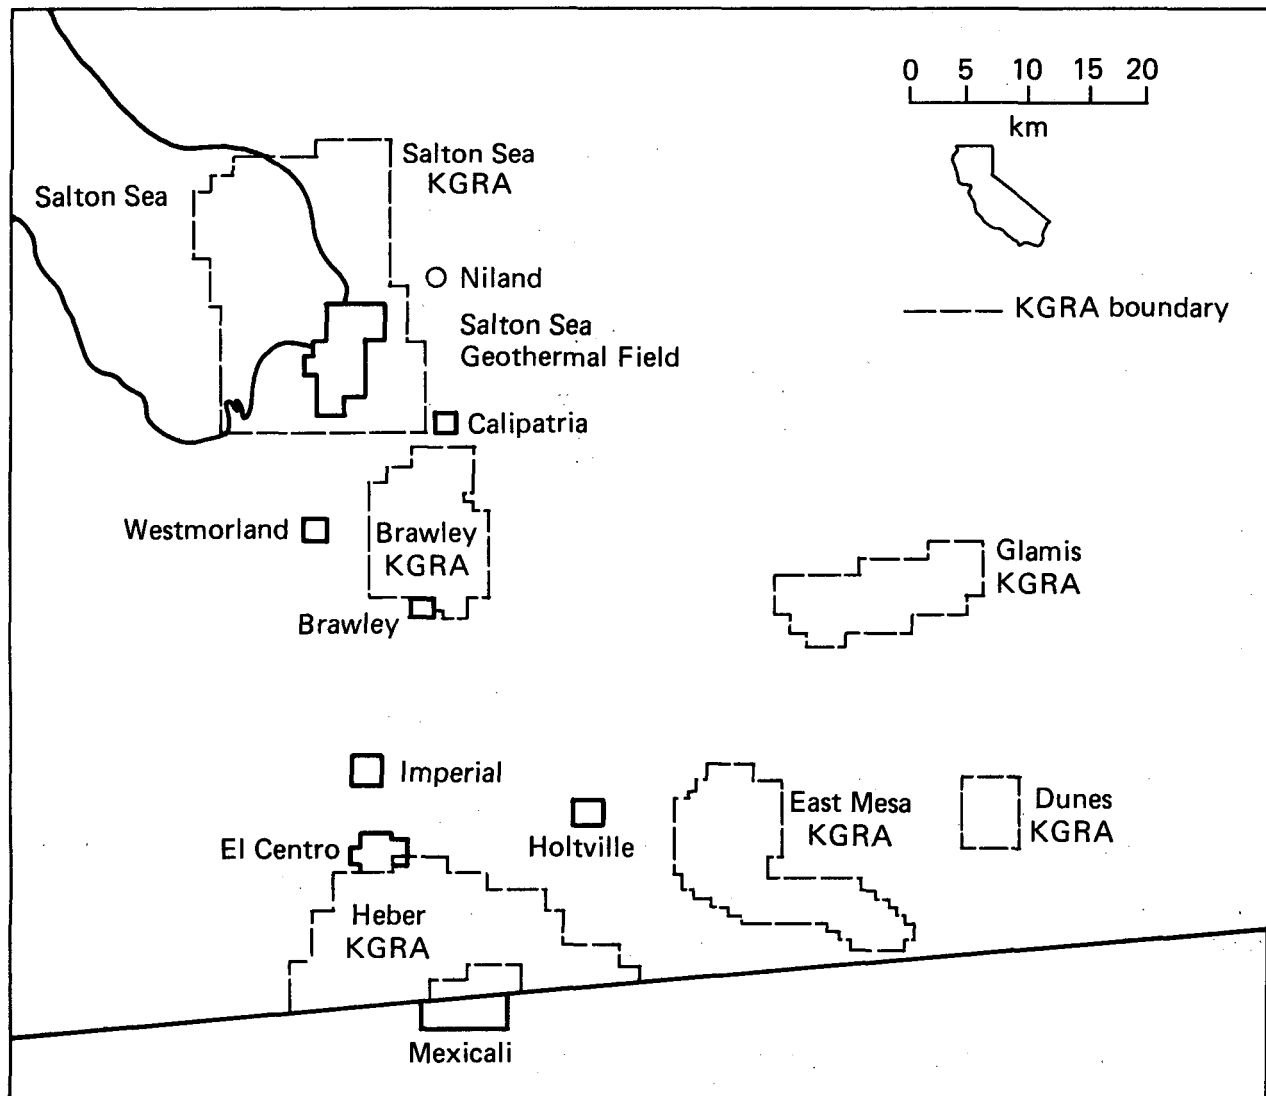 0 5 10 15 20
km
Salton Sea
KGRA
Salton Sea
Niland
KGRA boundary
Salton Sea
Geothermal Field
Calipatria
Westmorland
Brawley
KGRA
Glamis
KGRA
Brawley
Imperial
East Mesa
KGRA
Dunes
KGRA
El Centro
Holtville
Heber
KGRA
Mexicali